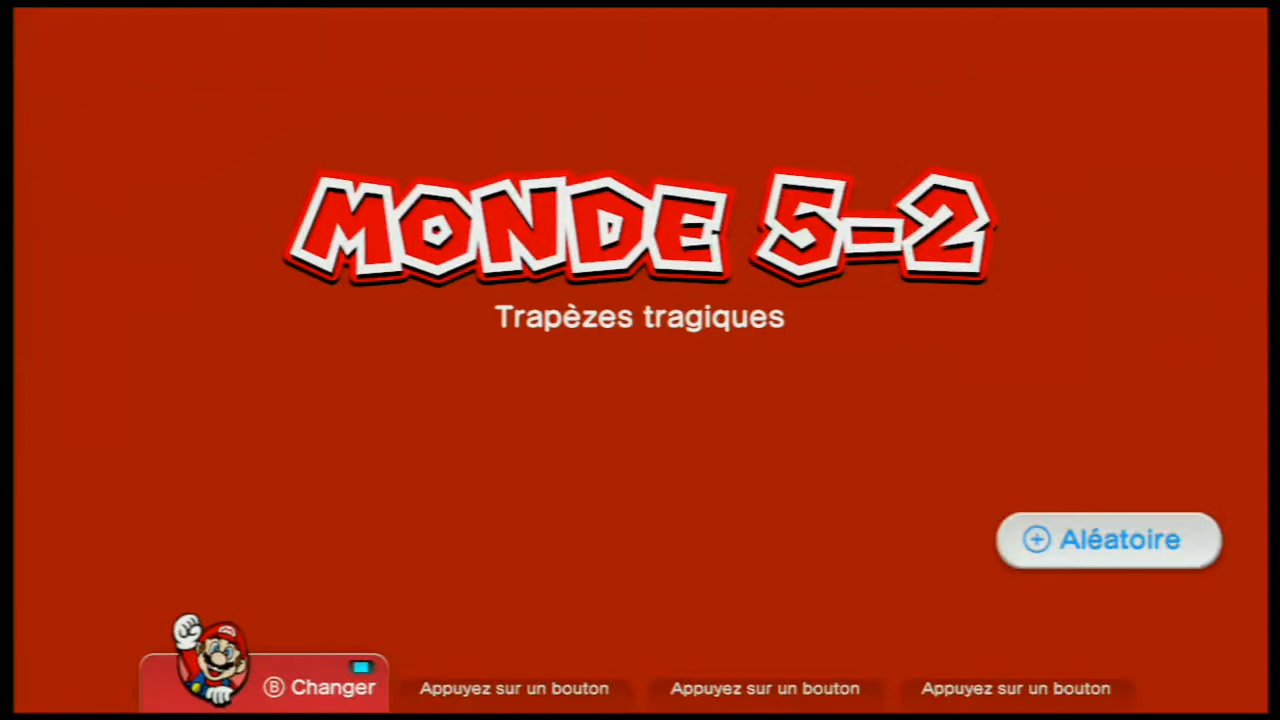 MONDE 5-2
Trapèzes tragiques
+ Aléatoire
B Changer
Appuyez sur un bouton
Appuyez sur un bouton
Appuyez sur un bouton